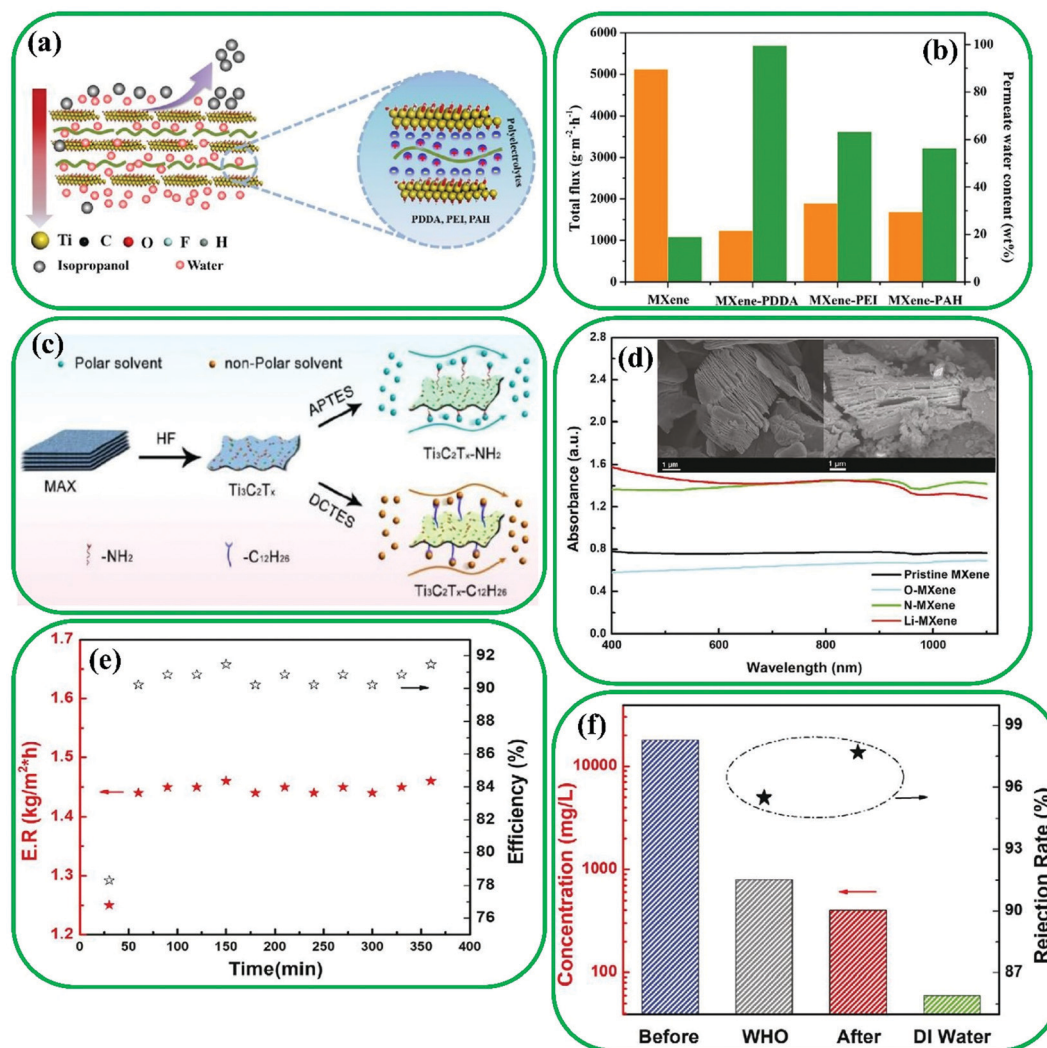 (a)
Polyelectrolytes
PDDA, PEI, PAH
Ti C O F H
Isopropanol Water
(b)
6000
5000
4000
3000
2000
1000
0
Total flux (g·m⁻²·h⁻¹)
100
80
60
40
20
0
Permeate water content (wt%)
MXene MXene-PDDA MXene-PEI MXene-PAH
(c)
Polar solvent non-Polar solvent
MAX
HF
Ti₃C₂Tₓ
APTES
DCTES
Ti₃C₂Tₓ-NH₂
Ti₃C₂Tₓ-C₁₂H₂₆
-NH₂ -C₁₂H₂₆
(d)
2.8
2.4
2.0
1.6
1.2
0.8
0.4
0.0
Absorbance (a.u.)
1 μm
1 μm
Pristine MXene
O-MXene
N-MXene
Li-MXene
400 600 800 1000
Wavelength (nm)
(e)
1.7
1.6
1.5
1.4
1.3
1.2
E.R (kg/m²*h)
92
90
88
86
84
82
80
78
76
Efficiency (%)
0 50 100 150 200 250 300 350 400
Time(min)
(f)
10000
1000
100
Concentration (mg/L)
99
96
93
90
87
Rejection Rate (%)
Before WHO After DI Water